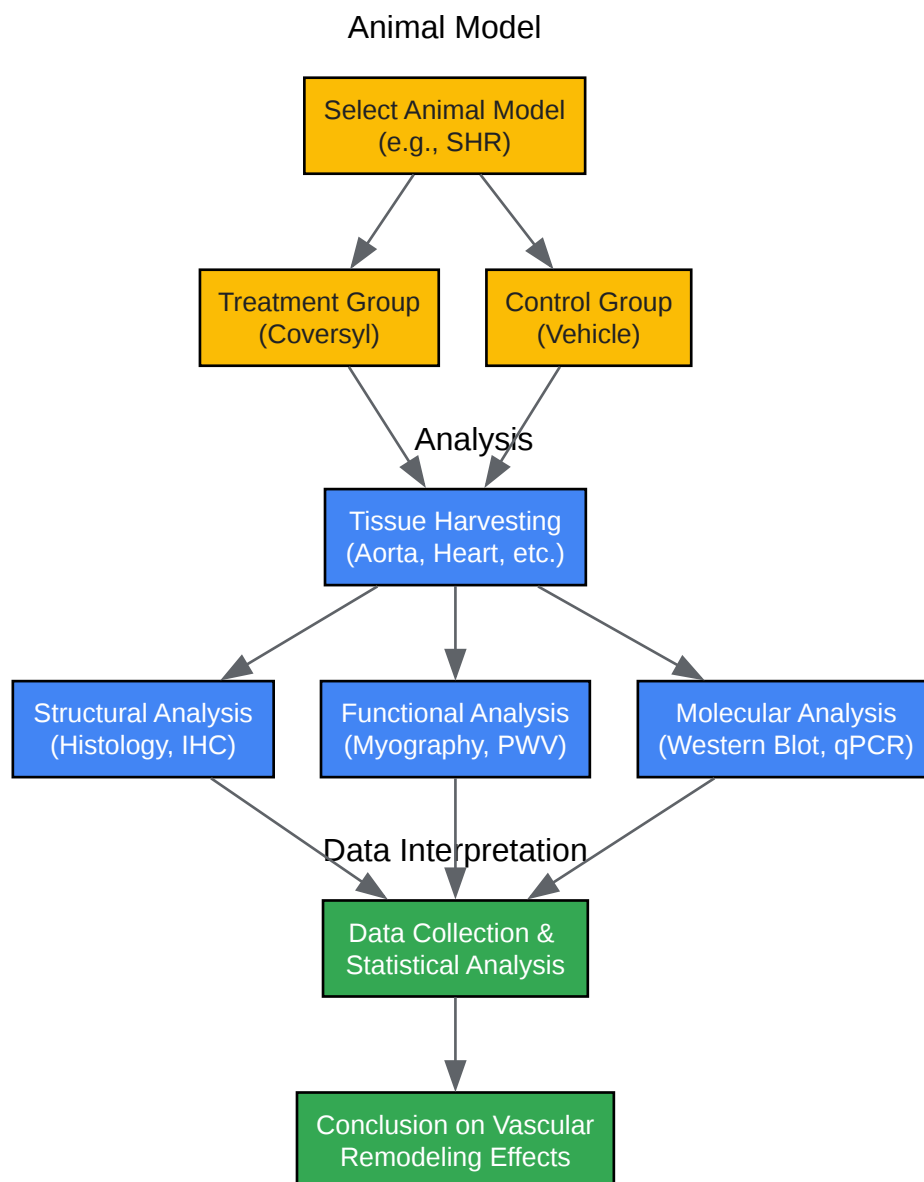 Animal Model
Select Animal Model
(e.g., SHR)
Treatment Group
(Coversyl)
Control Group
(Vehicle)
Analysis
Tissue Harvesting
(Aorta, Heart, etc.)
Structural Analysis
(Histology, IHC)
Functional Analysis
(Myography, PWV)
Molecular Analysis
(Western Blot, qPCR)
Data Interpretation
Data Collection &
Statistical Analysis
Conclusion on Vascular
Remodeling Effects